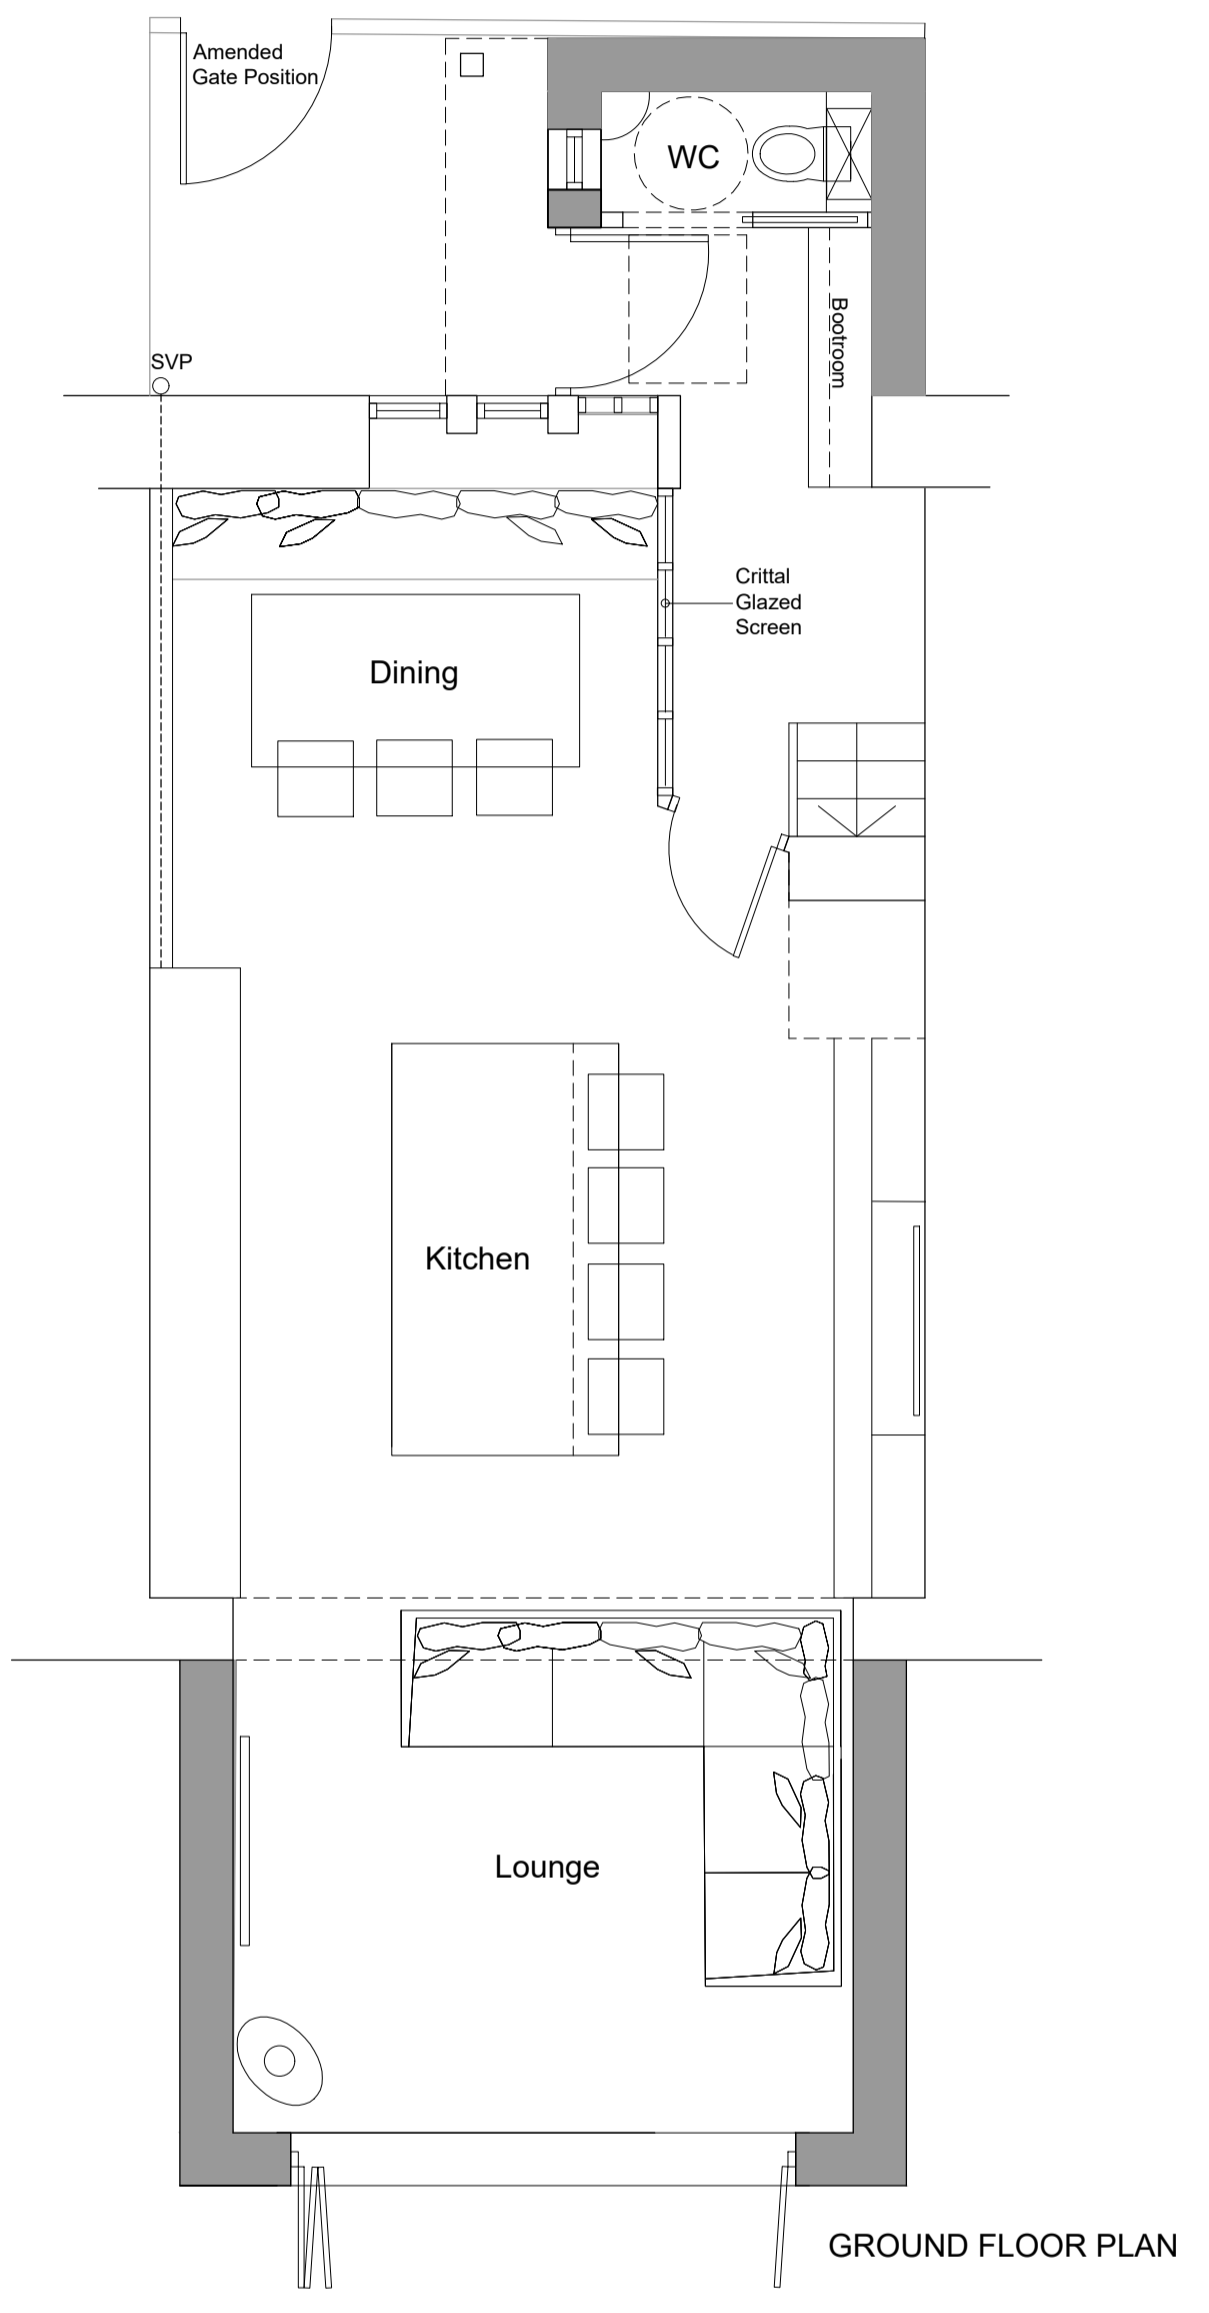 Amended
Gate Position
WC
Bootroom
SVP
Crittal
Glazed
Screen
Dining
Kitchen
Lounge
GROUND FLOOR PLAN